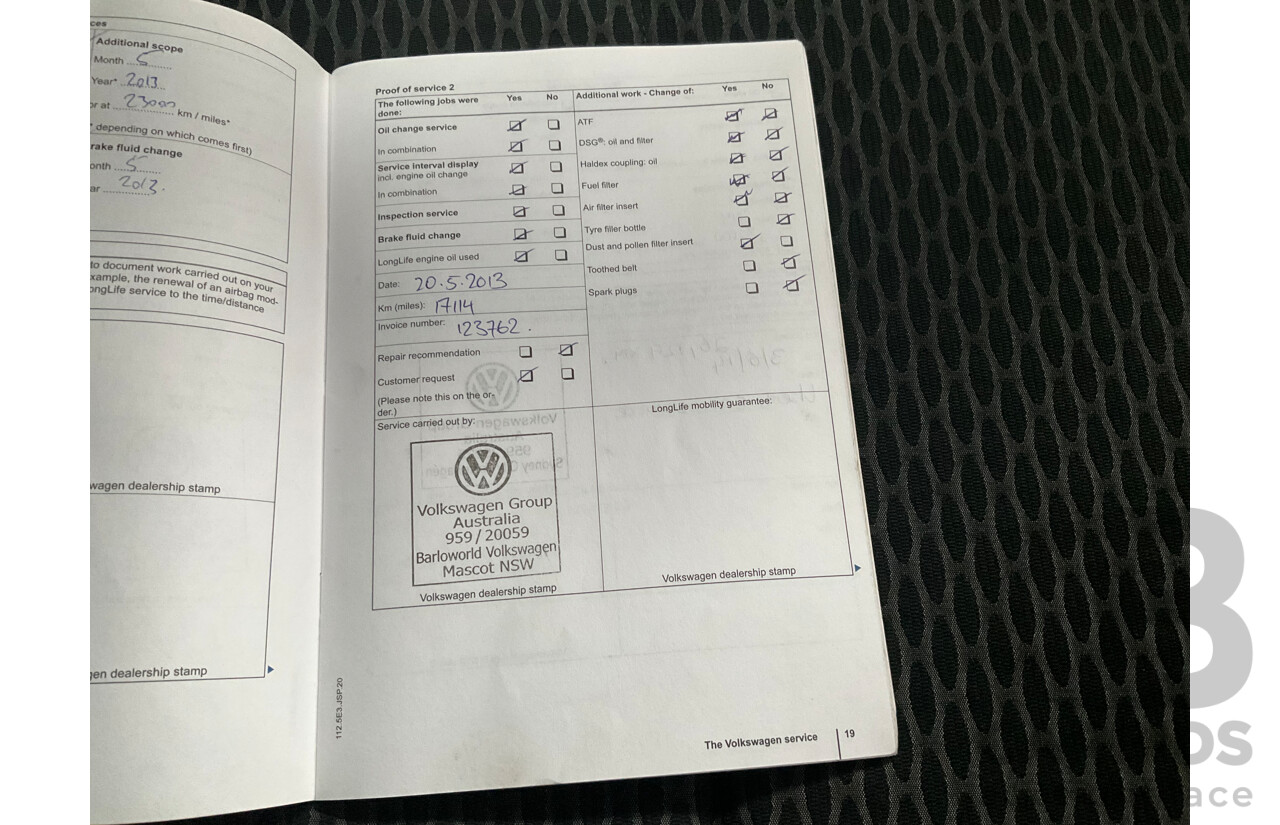 ces
Additional scope
Month 5
Year* 2013
or at 23000 km / miles*
* depending on which comes first)
rake fluid change
onth 5
ar 2013.
to document work carried out on your
xample, the renewal of an airbag mod-
ongLife service to the time/distance
wagen dealership stamp
gen dealership stamp
Proof of service 2
The following jobs were done: Yes No
Oil change service
In combination
Service interval display
incl. engine oil change
In combination
Inspection service
Brake fluid change
LongLife engine oil used
Date: 20.5.2013
Km (miles): 17114
Invoice number: 123762.
Repair recommendation
Customer request
(Please note this on the or-
der.)
Service carried out by:
Volkswagen Group
Australia
959 / 20059
Barloworld Volkswagen
Mascot NSW
Volkswagen dealership stamp
Additional work - Change of: Yes No
ATF
DSG®: oil and filter
Haldex coupling: oil
Fuel filter
Air filter insert
Tyre filler bottle
Dust and pollen filter insert
Toothed belt
Spark plugs
LongLife mobility guarantee:
Volkswagen dealership stamp
112.5E3.JSP.20
The Volkswagen service 19
3
os
ace